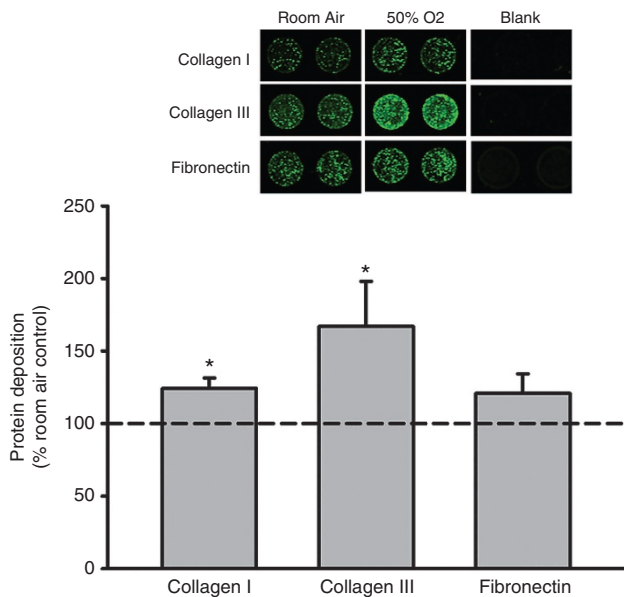 Room Air 50% O2 Blank
Collagen I
Collagen III
Fibronectin
250
200
150
100
50
0
Protein deposition
(% room air control)
*
*
Collagen I Collagen III Fibronectin